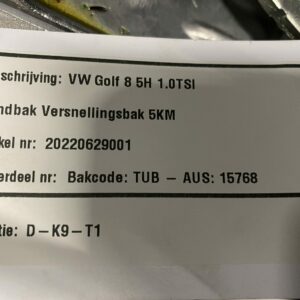 schrijving: VW Golf 8 5H 1.0TSI
ndbak Versnellingsbak 5KM
kel nr: 20220629001
erdeel nr: Bakcode: TUB – AUS: 15768
tie: D-K9-T1